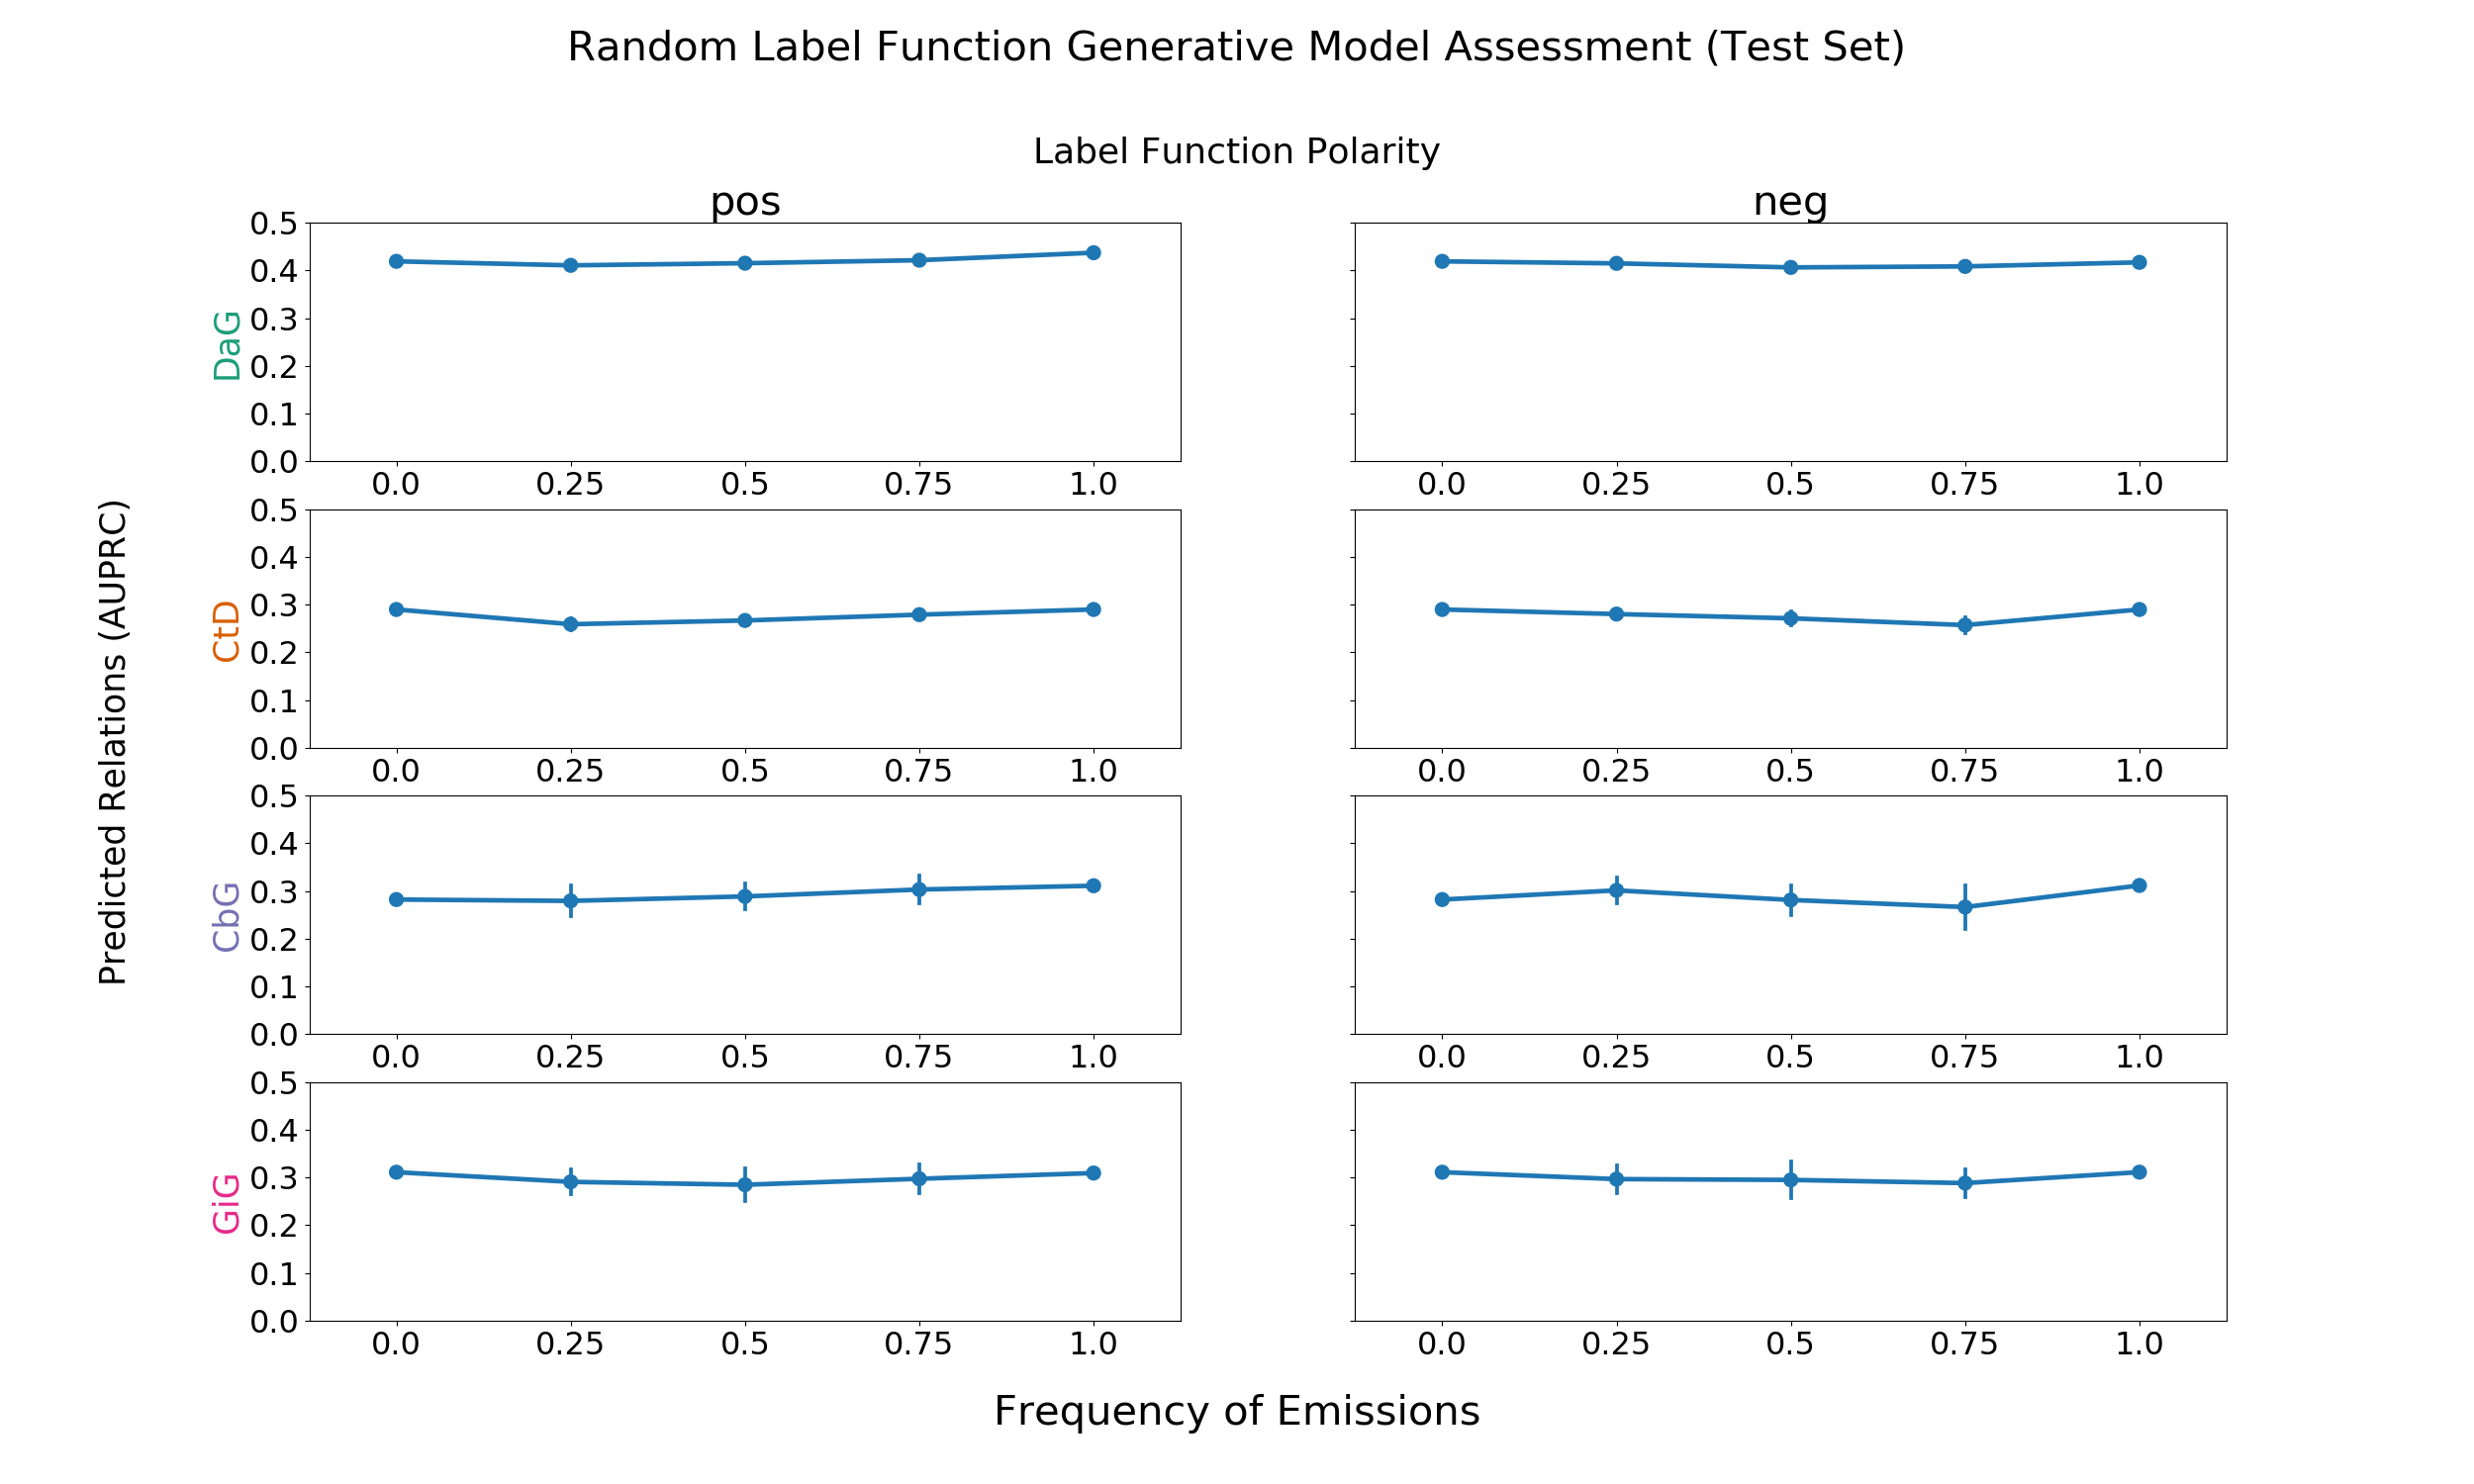 Random Label Function Generative Model Assessment (Test Set)
Label Function Polarity
pos
neg
Predicted Relations (AUPRC)
DaG
0.5
0.4
0.3
0.2
0.1
0.0
0.0 0.25 0.5 0.75 1.0
0.0 0.25 0.5 0.75 1.0
CtD
0.5
0.4
0.3
0.2
0.1
0.0
0.0 0.25 0.5 0.75 1.0
0.0 0.25 0.5 0.75 1.0
CbG
0.5
0.4
0.3
0.2
0.1
0.0
0.0 0.25 0.5 0.75 1.0
0.0 0.25 0.5 0.75 1.0
GiG
0.5
0.4
0.3
0.2
0.1
0.0
0.0 0.25 0.5 0.75 1.0
0.0 0.25 0.5 0.75 1.0
Frequency of Emissions